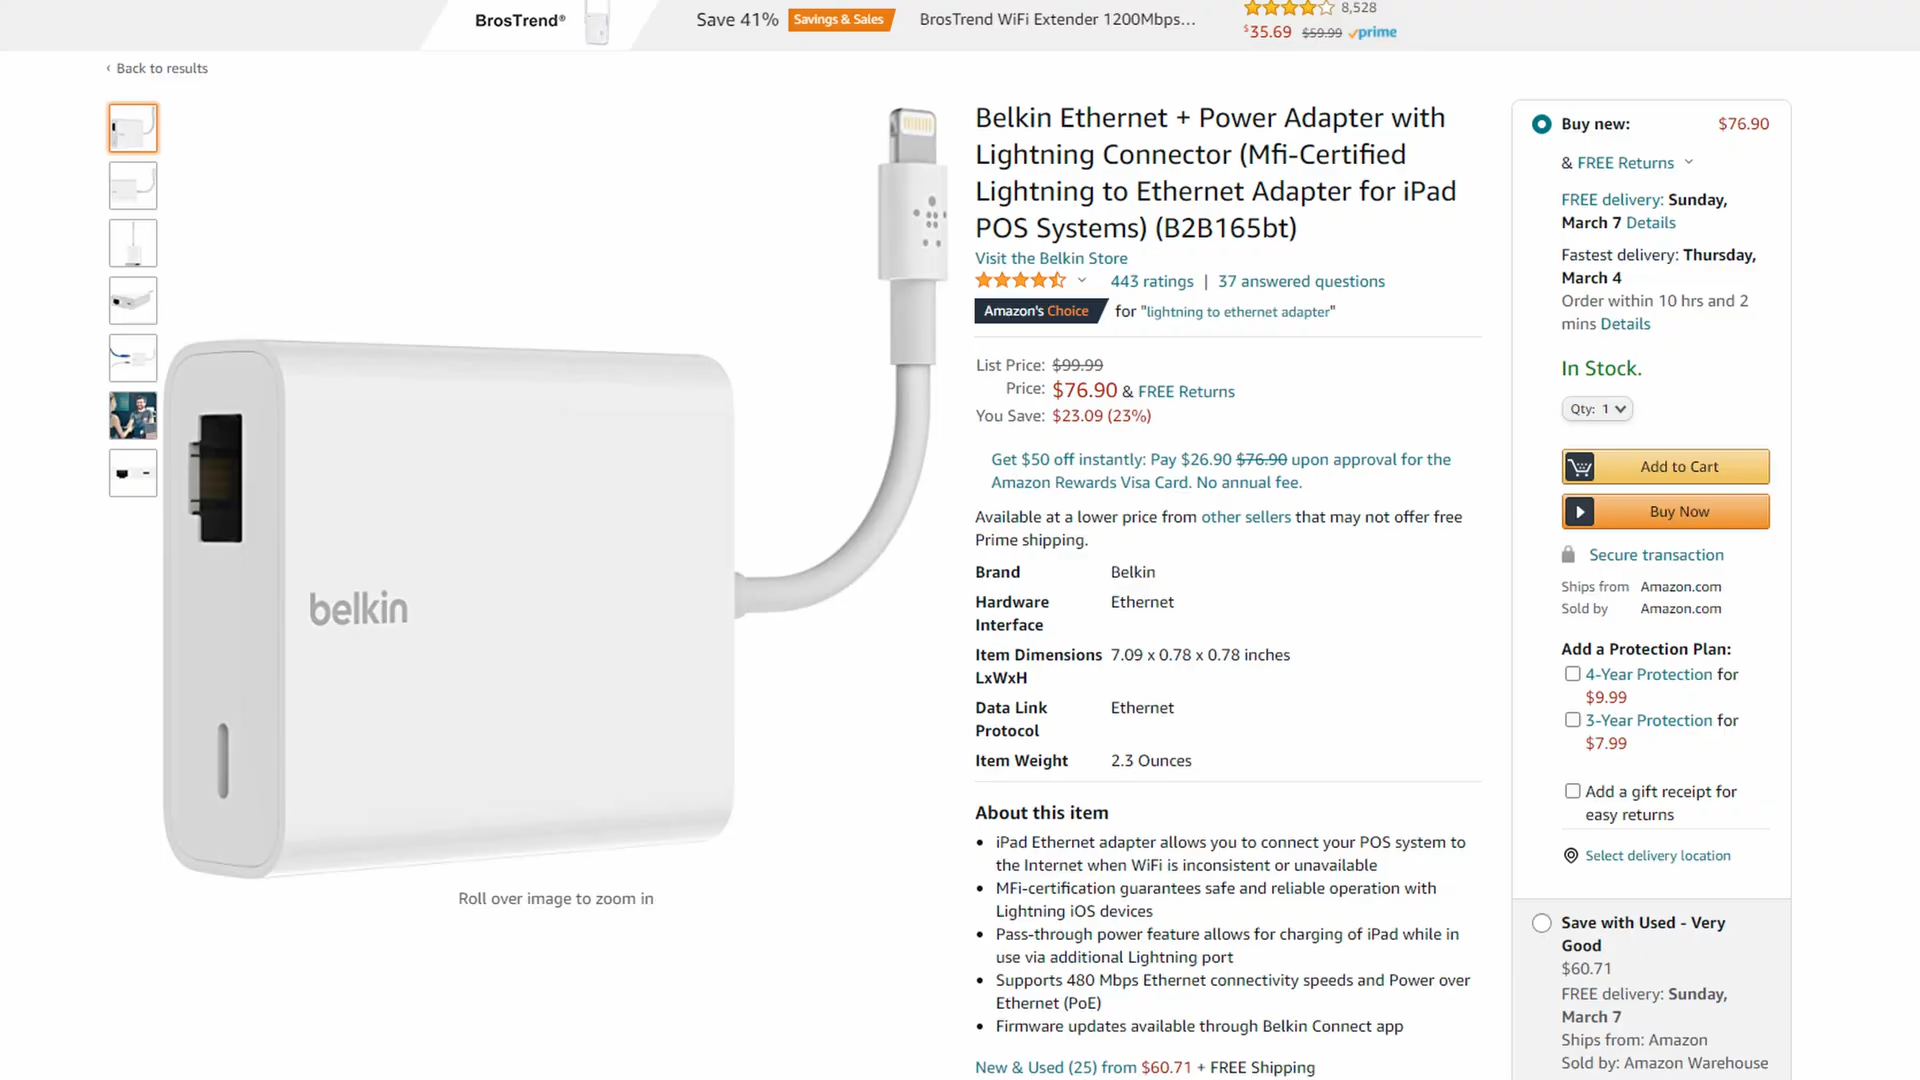 BrosTrend®
Save 41%
Savings & Sales
BrosTrend WiFi Extender 1200Mbps...
8,528
$35.69 $59.99 prime
‹ Back to results
belkin
Roll over image to zoom in
Belkin Ethernet + Power Adapter with
Lightning Connector (Mfi-Certified
Lightning to Ethernet Adapter for iPad
POS Systems) (B2B165bt)
Visit the Belkin Store
443 ratings | 37 answered questions
Amazon's Choice for "lightning to ethernet adapter"
List Price: $99.99
Price: $76.90 & FREE Returns
You Save: $23.09 (23%)
Get $50 off instantly: Pay $26.90 $76.90 upon approval for the
Amazon Rewards Visa Card. No annual fee.
Available at a lower price from other sellers that may not offer free
Prime shipping.
Brand Belkin
Hardware Ethernet
Interface
Item Dimensions 7.09 x 0.78 x 0.78 inches
LxWxH
Data Link Ethernet
Protocol
Item Weight 2.3 Ounces
About this item
• iPad Ethernet adapter allows you to connect your POS system to
the Internet when WiFi is inconsistent or unavailable
• MFi-certification guarantees safe and reliable operation with
Lightning iOS devices
• Pass-through power feature allows for charging of iPad while in
use via additional Lightning port
• Supports 480 Mbps Ethernet connectivity speeds and Power over
Ethernet (PoE)
• Firmware updates available through Belkin Connect app
New & Used (25) from $60.71 + FREE Shipping
Buy new: $76.90
& FREE Returns
FREE delivery: Sunday,
March 7 Details
Fastest delivery: Thursday,
March 4
Order within 10 hrs and 2
mins Details
In Stock.
Qty: 1
Add to Cart
Buy Now
Secure transaction
Ships from Amazon.com
Sold by Amazon.com
Add a Protection Plan:
4-Year Protection for
$9.99
3-Year Protection for
$7.99
Add a gift receipt for
easy returns
Select delivery location
Save with Used - Very
Good
$60.71
FREE delivery: Sunday,
March 7
Ships from: Amazon
Sold by: Amazon Warehouse